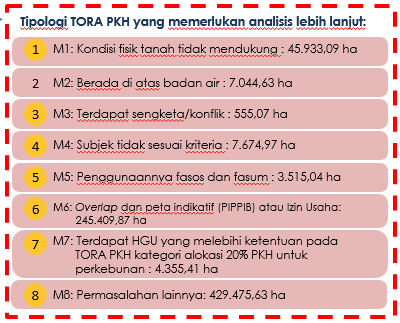 Tipologi TORA PKH yang memerlukan analisis lebih lanjut:
1 M1: Kondisi fisik tanah tidak mendukung : 45.933,09 ha
2 M2: Berada di atas badan air : 7.044,63 ha
3 M3: Terdapat sengketa/konflik : 555,07 ha
4 M4: Subjek tidak sesuai kriteria : 7.674,97 ha
5 M5: Penggunaannya fasos dan fasum : 3.515,04 ha
6 M6: Overlap dan peta indikatif (PIPPIB) atau Izin Usaha:
245.409,87 ha
7 M7: Terdapat HGU yang melebihi ketentuan pada
TORA PKH kategori alokasi 20% PKH untuk
perkebunan : 4.355,41 ha
8 M8: Permasalahan lainnya: 429.475,63 ha